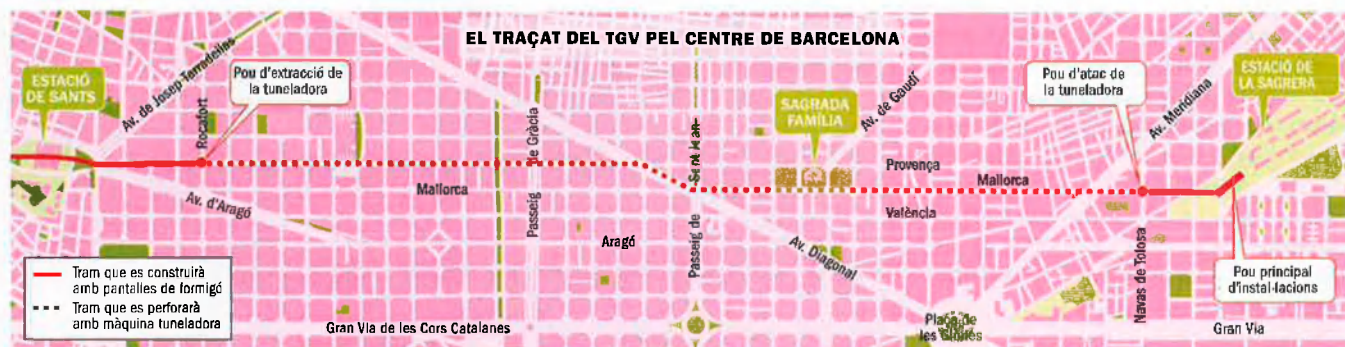 EL TRAÇAT DEL TGV PEL CENTRE DE BARCELONA
ESTACIÓ
DE SANTS
Av. de Josep Tarradellas
Rocafort
Pou d'extracció de
la tuneladora
Passeig de Gràcia
Passeig de Sant Joan
SAGRADA
FAMÍLIA
Av. de Gaudí
Pou d'atac de
la tuneladora
Av. Meridiana
ESTACIÓ DE
LA SAGRERA
Provença
Mallorca
Mallorca
València
Av. d'Aragó
Aragó
Av. Diagonal
Navas de Tolosa
Pou principal
d'instal·lacions
Tram que es construirà
amb pantalles de formigó
Tram que es perforarà
amb màquina tuneladora
Gran Via de les Cors Catalanes
Plaça de
les Glòries
Gran Via